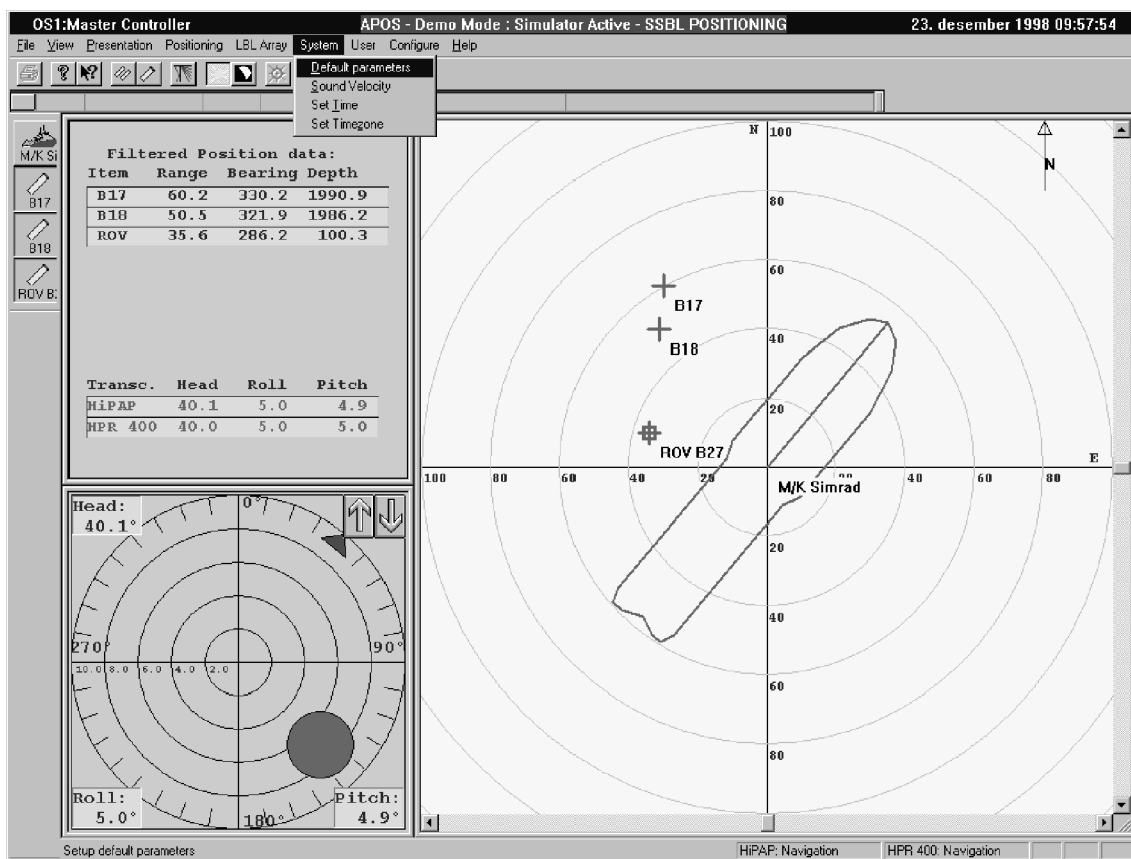 OS1:Master Controller APOS - Demo Mode : Simulator Active - SSBL POSITIONING 23. desember 1998 09:57:54
File View Presentation Positioning LBL Array System User Configure Help
Default parameters
Sound Velocity
Set Time
Set Timezone
M/K Si
B17
B18
ROV B:
Filtered Position data:
Item Range Bearing Depth
B17 60.2 330.2 1990.9
B18 50.5 321.9 1986.2
ROV 35.6 286.2 100.3
Transc. Head Roll Pitch
HiPAP 40.1 5.0 4.9
HPR 400 40.0 5.0 5.0
Head:
40.1°
0°
270°
90°
10.0 8.0 6.0 4.0 2.0
Roll:
5.0°
180°
Pitch:
4.9°
N 100
N
80
60
B17
40
B18
20
ROV B27
E
100 80 60 40 20 20 40 60 80
M/K Simrad
20
40
60
80
Setup default parameters HiPAP: Navigation HPR 400: Navigation